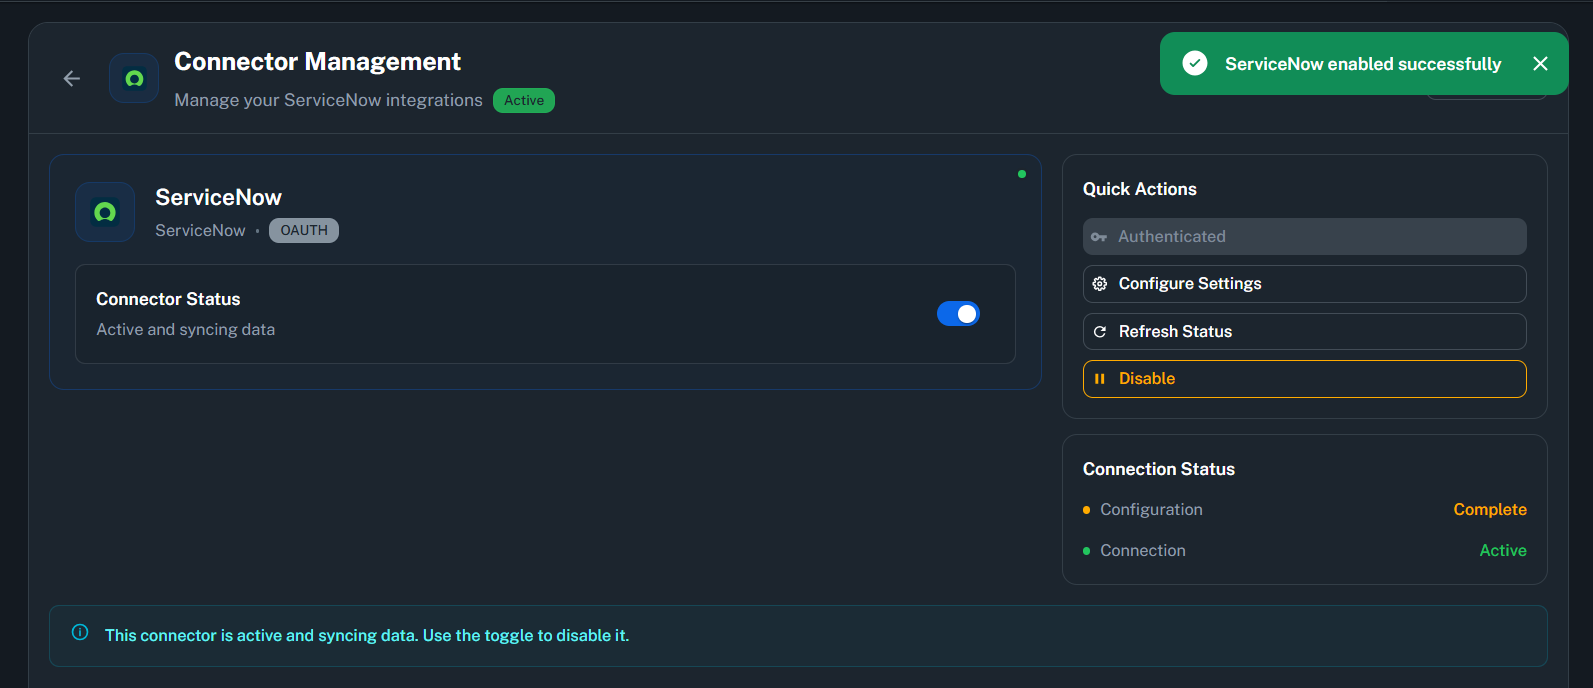 Connector Management
Manage your ServiceNow integrations
Active
ServiceNow enabled successfully
ServiceNow
ServiceNow • OAUTH
Connector Status
Active and syncing data
Quick Actions
Authenticated
Configure Settings
Refresh Status
Disable
Connection Status
Configuration Complete
Connection Active
This connector is active and syncing data. Use the toggle to disable it.